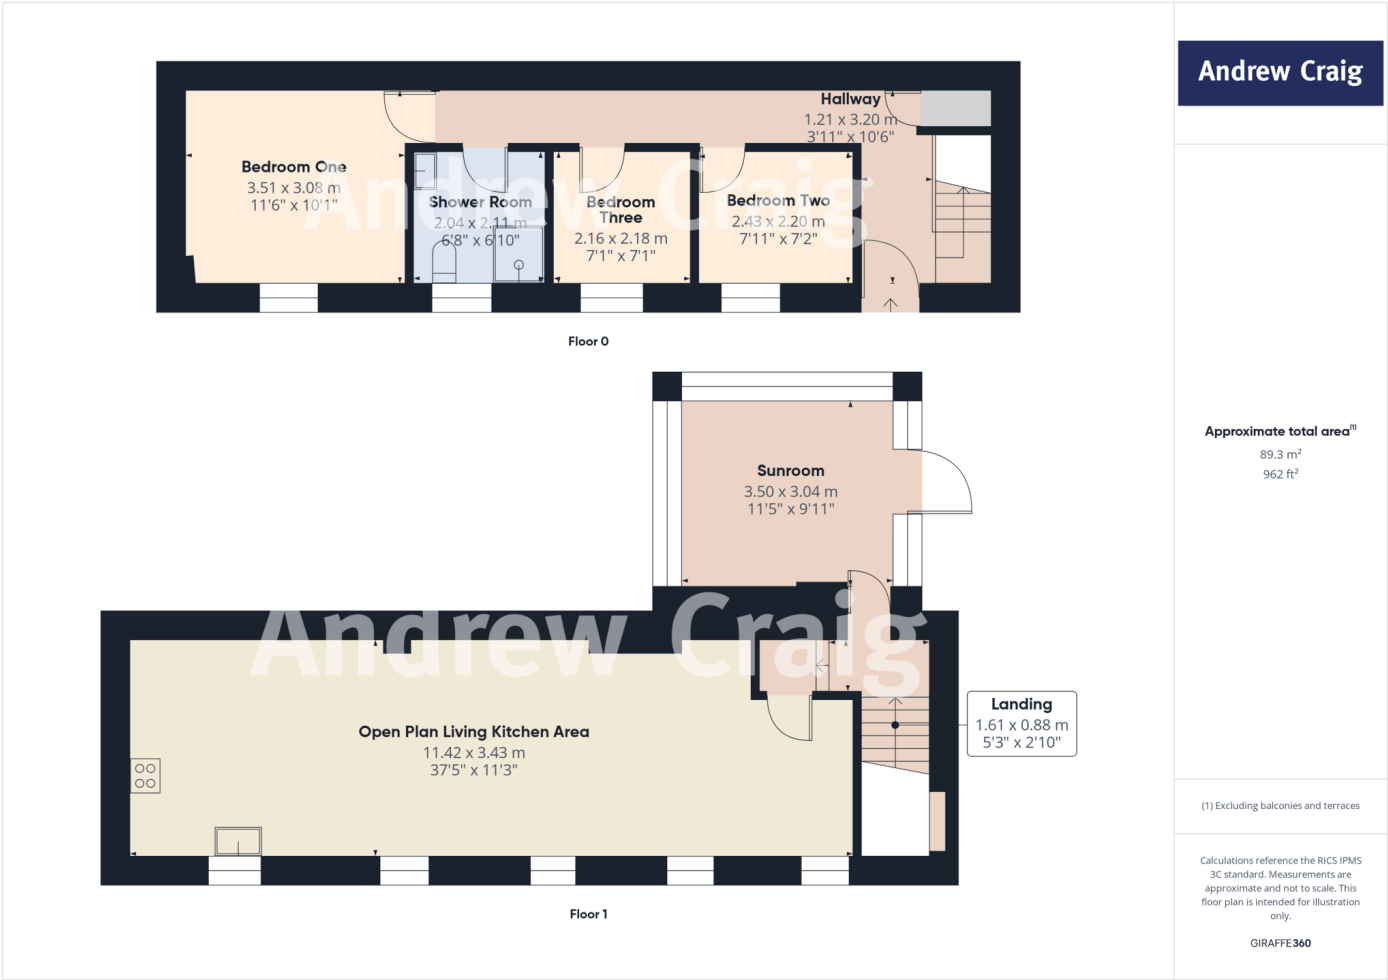 Andrew Craig
Hallway
1.21 x 3.20 m
3'11" x 10'6"
Bedroom One
3.51 x 3.08 m
11'6" x 10'1"
Shower Room
2.04 x 2.11 m
6'8" x 6'10"
Bedroom
Three
2.16 x 2.18 m
7'1" x 7'1"
Bedroom Two
2.43 x 2.20 m
7'11" x 7'2"
Andrew Craig
Floor 0
Sunroom
3.50 x 3.04 m
11'5" x 9'11"
Approximate total area(1)
89.3 m²
962 ft²
Andrew Craig
Open Plan Living Kitchen Area
11.42 x 3.43 m
37'5" x 11'3"
Landing
1.61 x 0.88 m
5'3" x 2'10"
Floor 1
(1) Excluding balconies and terraces
Calculations reference the RICS IPMS
3C standard. Measurements are
approximate and not to scale. This
floor plan is intended for illustration
only.
GIRAFFE360